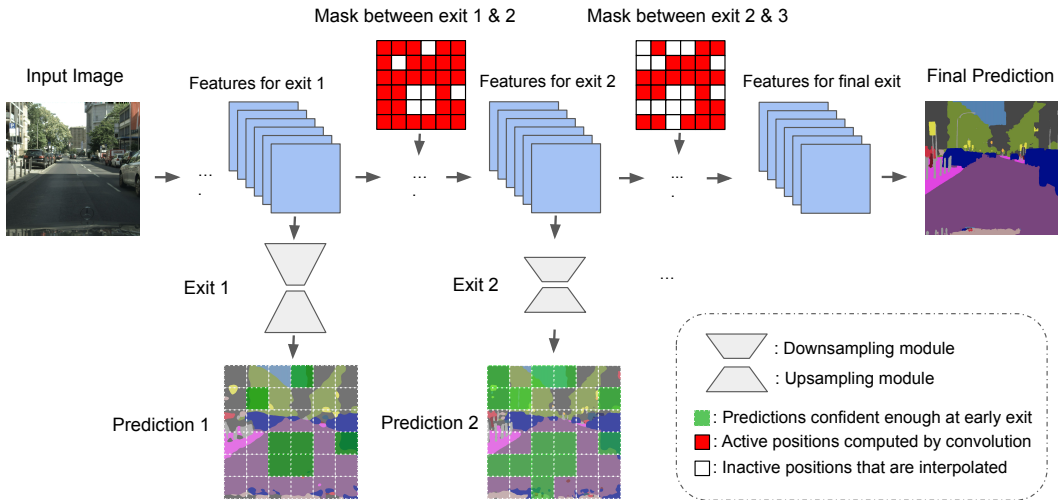 Mask between exit 1 & 2
Mask between exit 2 & 3
Input Image
Features for exit 1
Features for exit 2
Features for final exit
Final Prediction
...
.
...
.
...
.
Exit 1
Exit 2
...
Prediction 1
Prediction 2
: Downsampling module
: Upsampling module
: Predictions confident enough at early exit
: Active positions computed by convolution
: Inactive positions that are interpolated